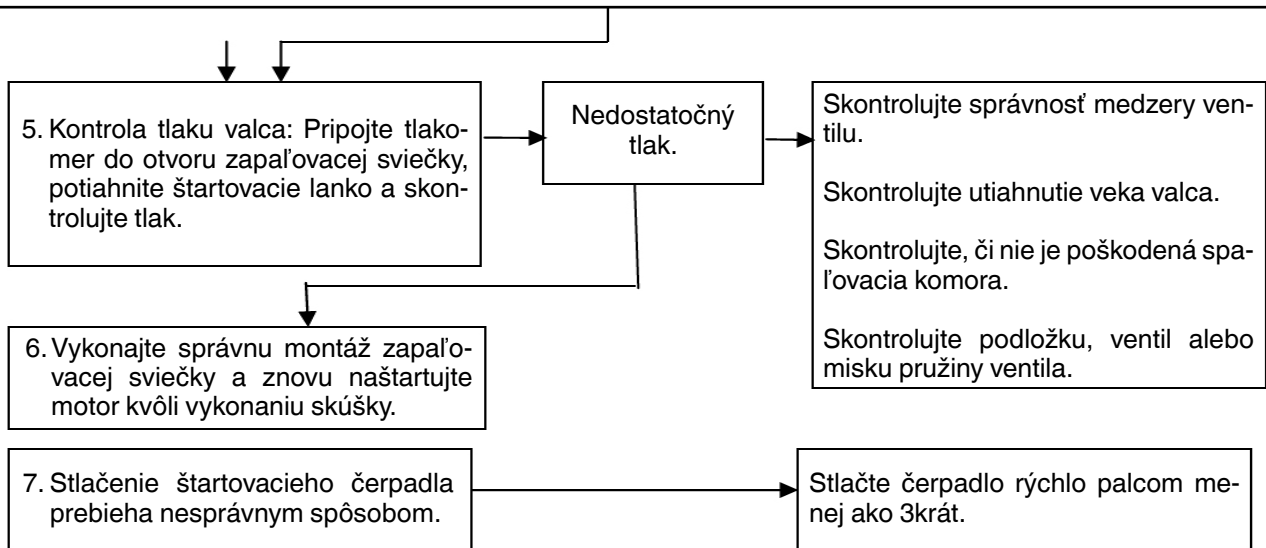 5. Kontrola tlaku valca: Pripojte tlako-
mer do otvoru zapaľovacej sviečky,
potiahnite štartovacie lanko a skon-
trolujte tlak.
Nedostatočný
tlak.
Skontrolujte správnosť medzery ven-
tilu.
Skontrolujte utiahnutie veka valca.
Skontrolujte, či nie je poškodená spa-
ľovacia komora.
Skontrolujte podložku, ventil alebo
misku pružiny ventila.
6. Vykonajte správnu montáž zapaľo-
vacej sviečky a znovu naštartujte
motor kvôli vykonaniu skúšky.
7. Stlačenie štartovacieho čerpadla
prebieha nesprávnym spôsobom.
Stlačte čerpadlo rýchlo palcom me-
nej ako 3krát.